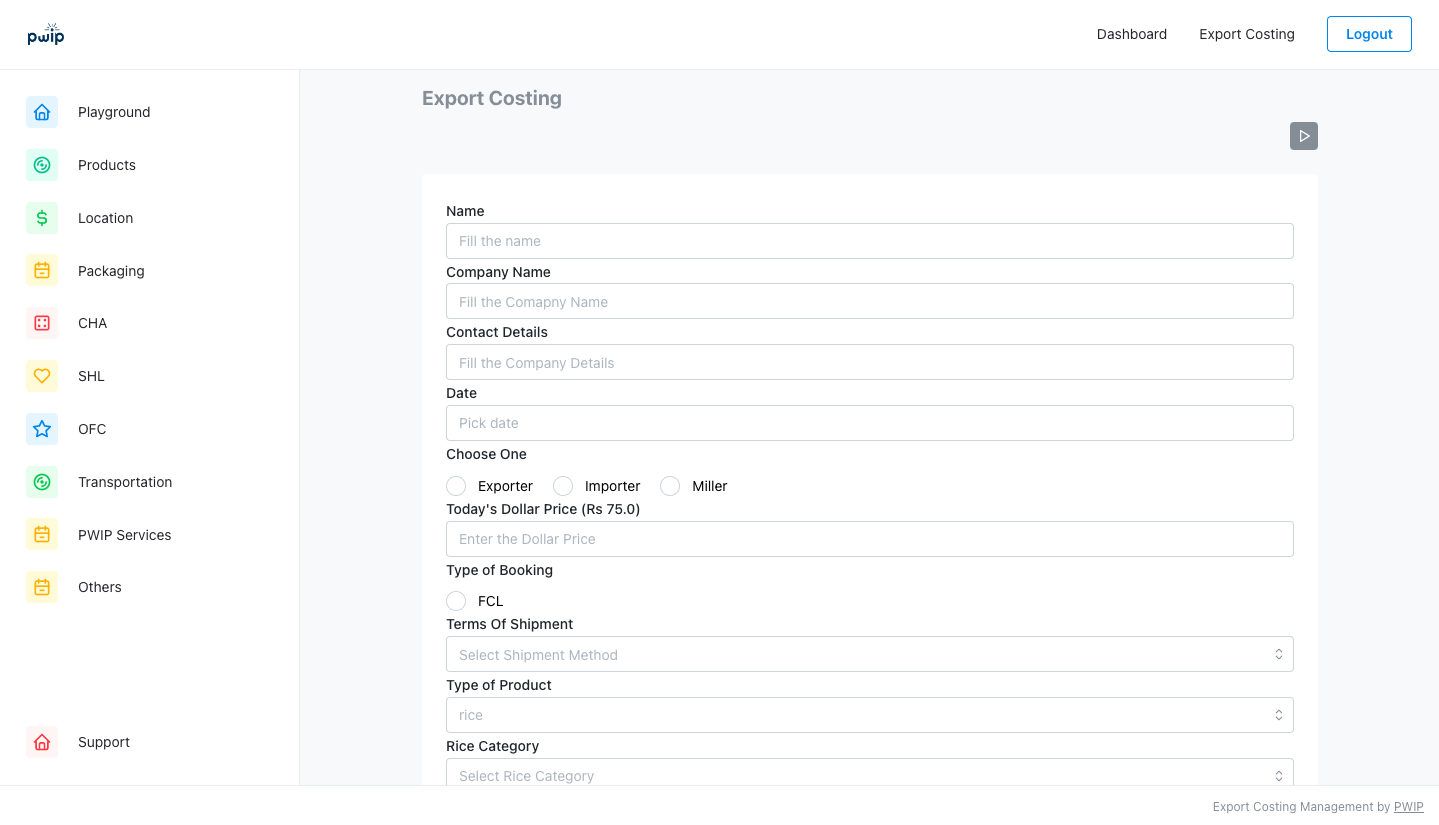 pwip
Dashboard
Export Costing
Logout
Playground
Products
Location
Packaging
CHA
SHL
OFC
Transportation
PWIP Services
Others
Support
Export Costing
Name
Fill the name
Company Name
Fill the Comapny Name
Contact Details
Fill the Company Details
Date
Pick date
Choose One
Exporter Importer Miller
Today's Dollar Price (Rs 75.0)
Enter the Dollar Price
Type of Booking
FCL
Terms Of Shipment
Select Shipment Method
Type of Product
rice
Rice Category
Select Rice Category
Export Costing Management by PWIP